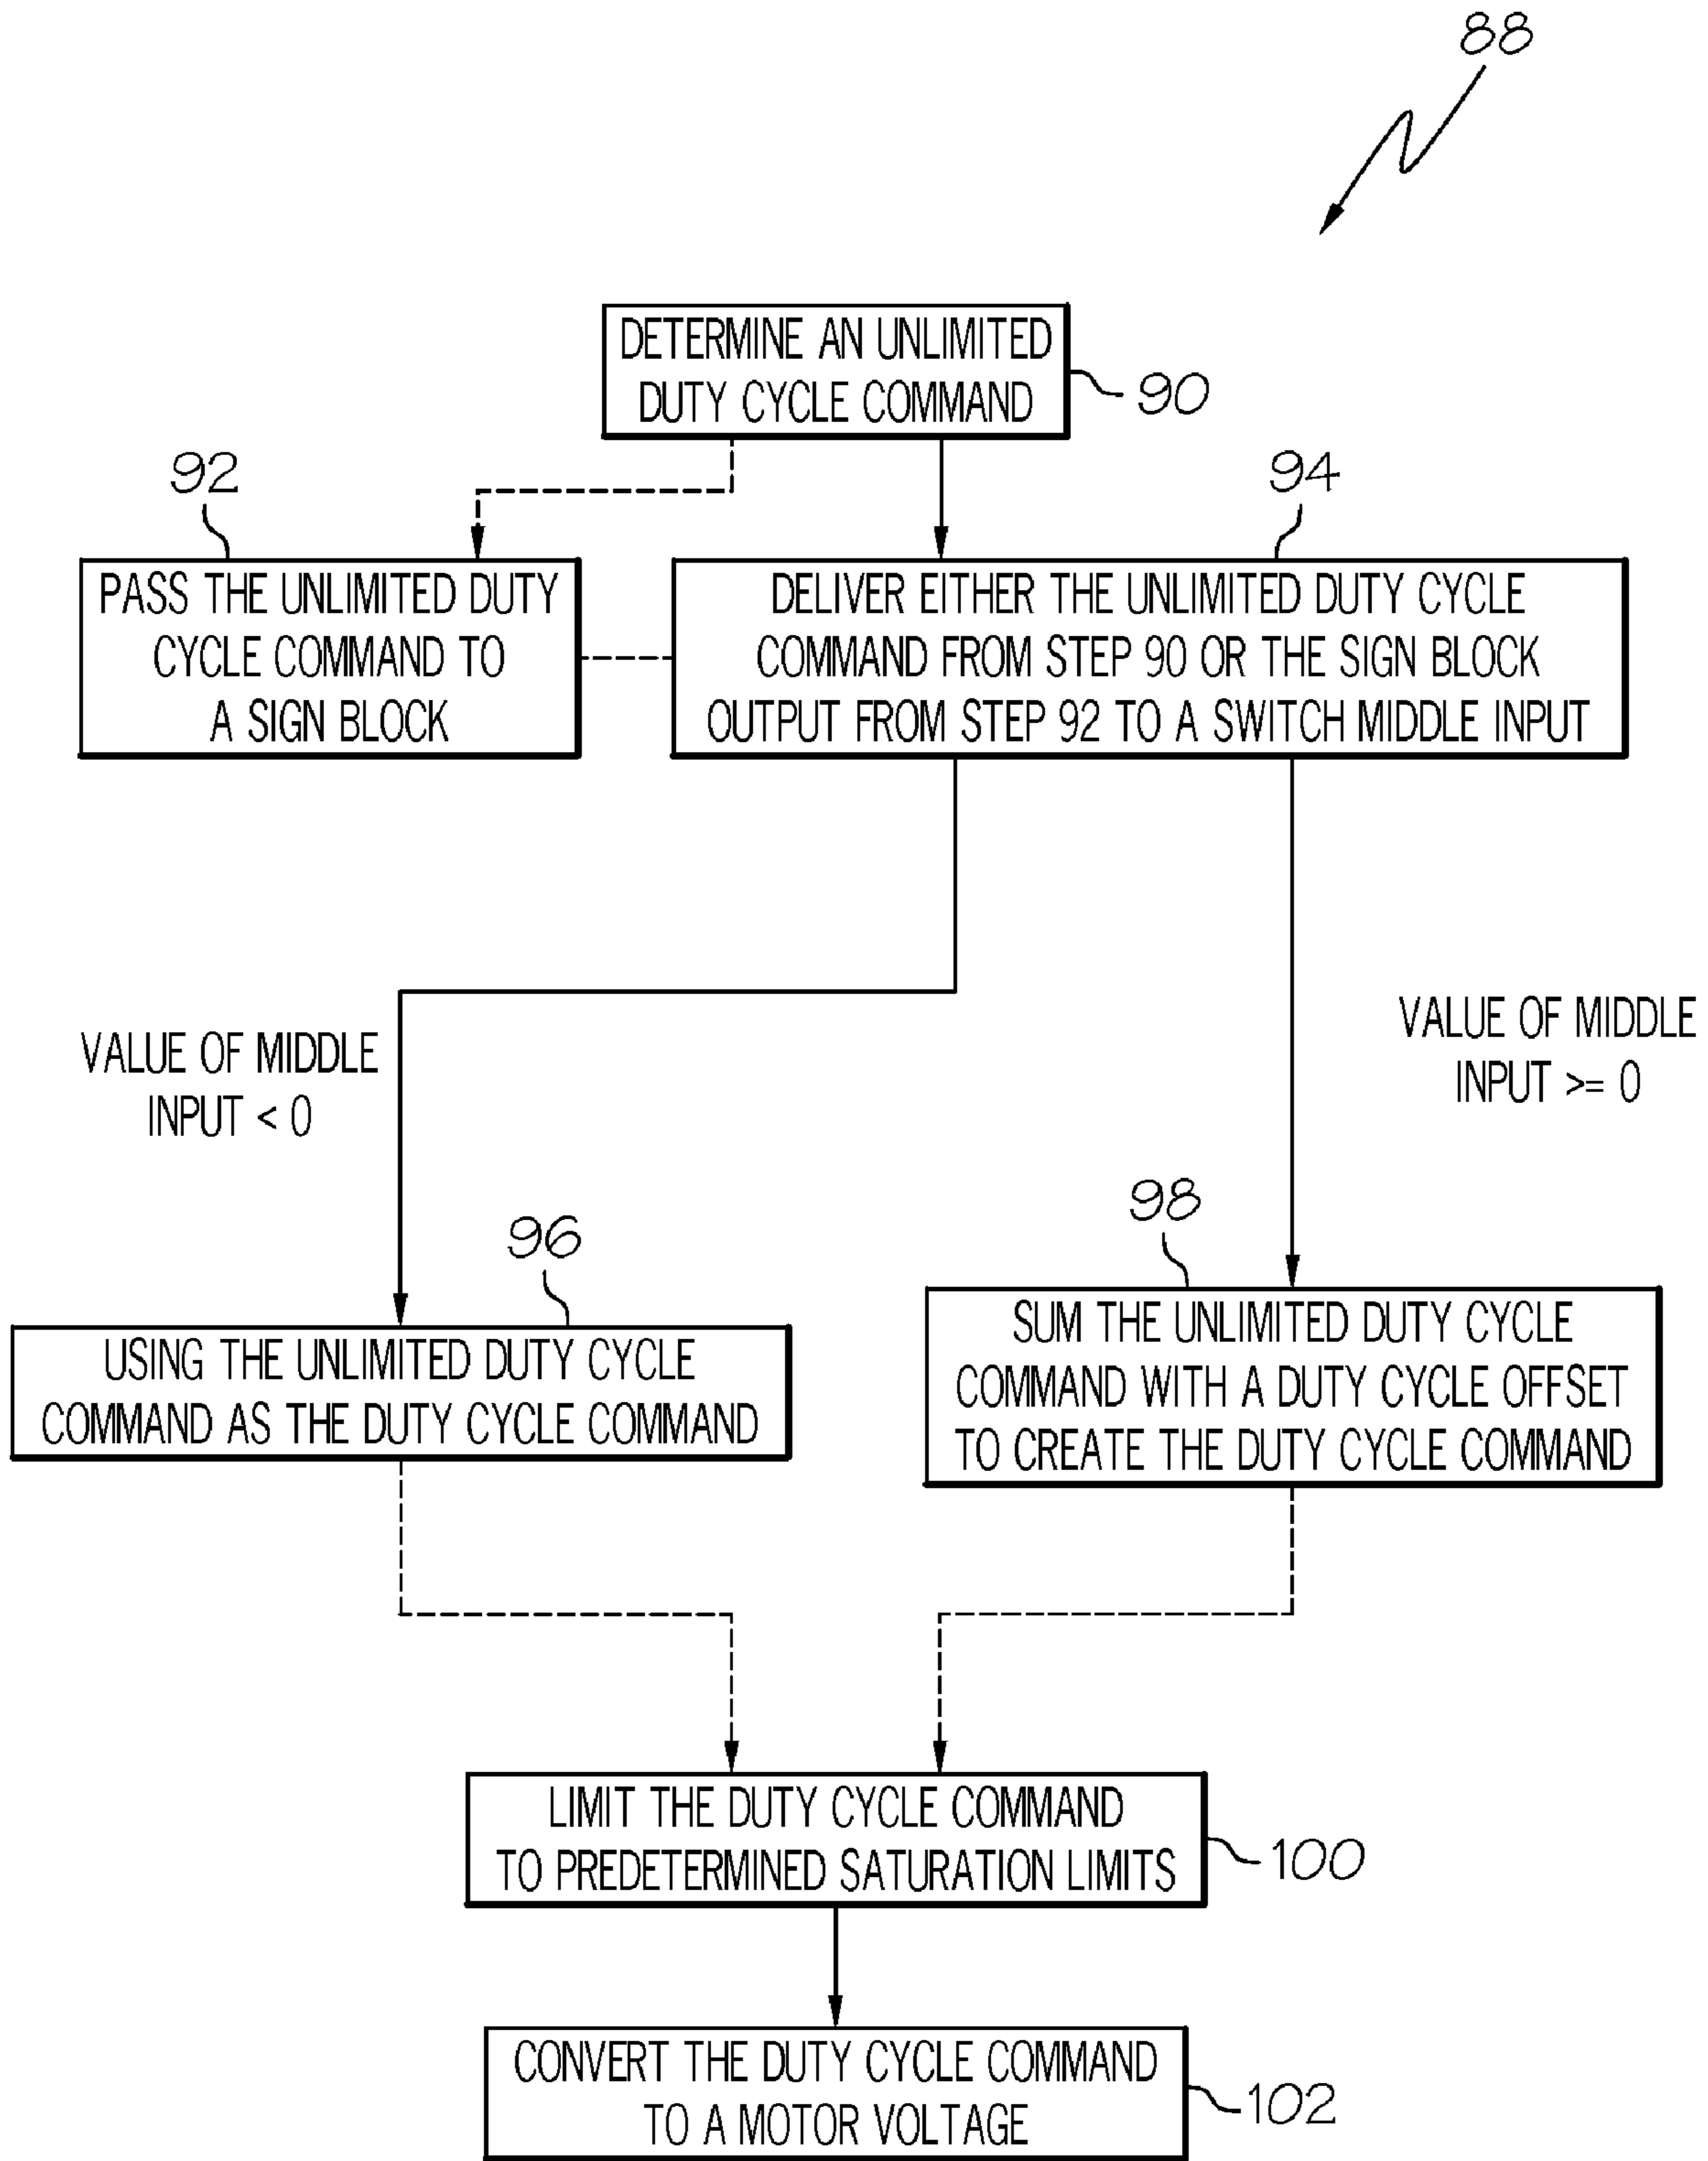 88
DETERMINE AN UNLIMITED
DUTY CYCLE COMMAND
90
92
94
PASS THE UNLIMITED DUTY
CYCLE COMMAND TO
A SIGN BLOCK
DELIVER EITHER THE UNLIMITED DUTY CYCLE
COMMAND FROM STEP 90 OR THE SIGN BLOCK
OUTPUT FROM STEP 92 TO A SWITCH MIDDLE INPUT
VALUE OF MIDDLE
INPUT < 0
VALUE OF MIDDLE
INPUT >= 0
96
98
USING THE UNLIMITED DUTY CYCLE
COMMAND AS THE DUTY CYCLE COMMAND
SUM THE UNLIMITED DUTY CYCLE
COMMAND WITH A DUTY CYCLE OFFSET
TO CREATE THE DUTY CYCLE COMMAND
LIMIT THE DUTY CYCLE COMMAND
TO PREDETERMINED SATURATION LIMITS
100
CONVERT THE DUTY CYCLE COMMAND
TO A MOTOR VOLTAGE
102